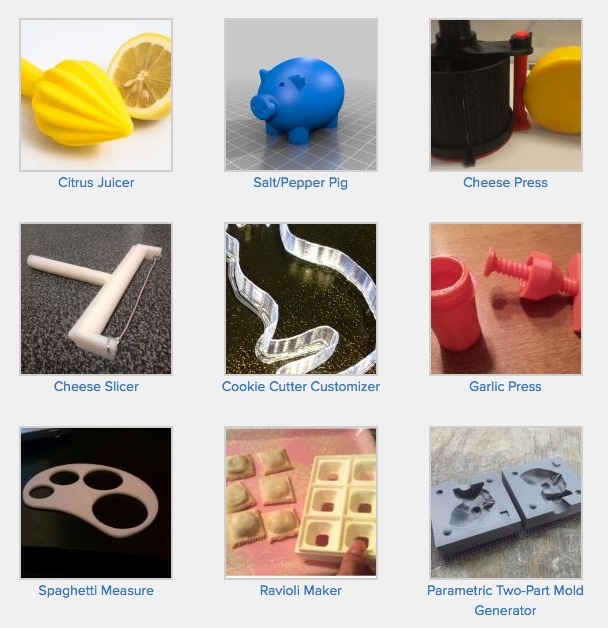 Citrus Juicer
Salt/Pepper Pig
Cheese Press
Cheese Slicer
Cookie Cutter Customizer
Garlic Press
Spaghetti Measure
Ravioli Maker
Parametric Two-Part Mold
Generator